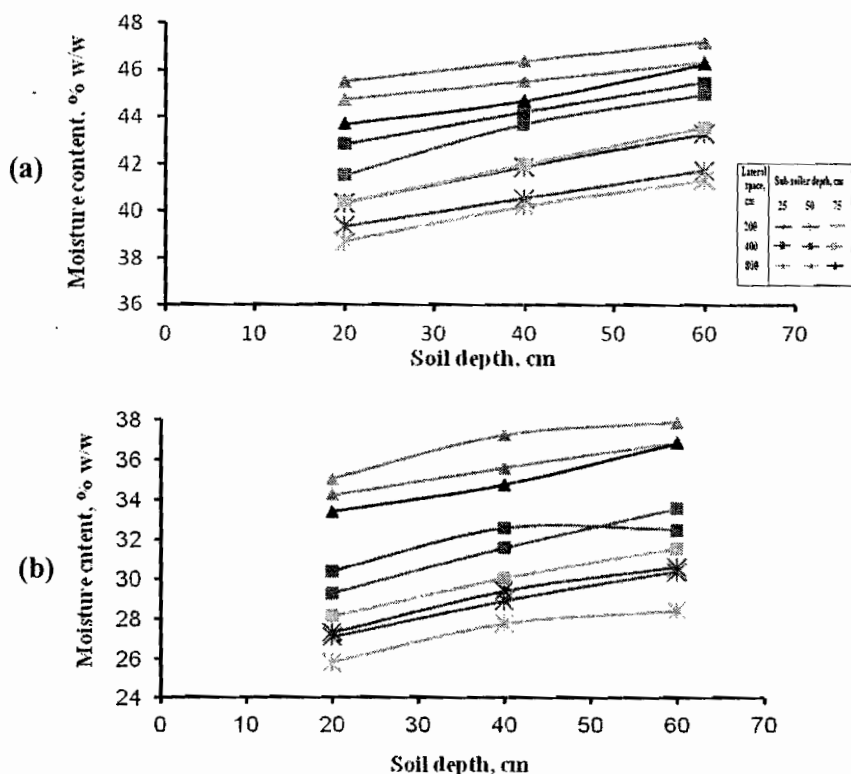 (a)
Moisture content, % w/w
48
46
44
42
40
38
36
0 10 20 30 40 50 60 70
Soil depth, cm
Lateral space, cm
Sub-soiler depth, cm
25 50 75
200
400
800
(b)
Moisture cntent, % w/w
38
36
34
32
30
28
26
24
0 10 20 30 40 50 60 70
Soil depth, cm